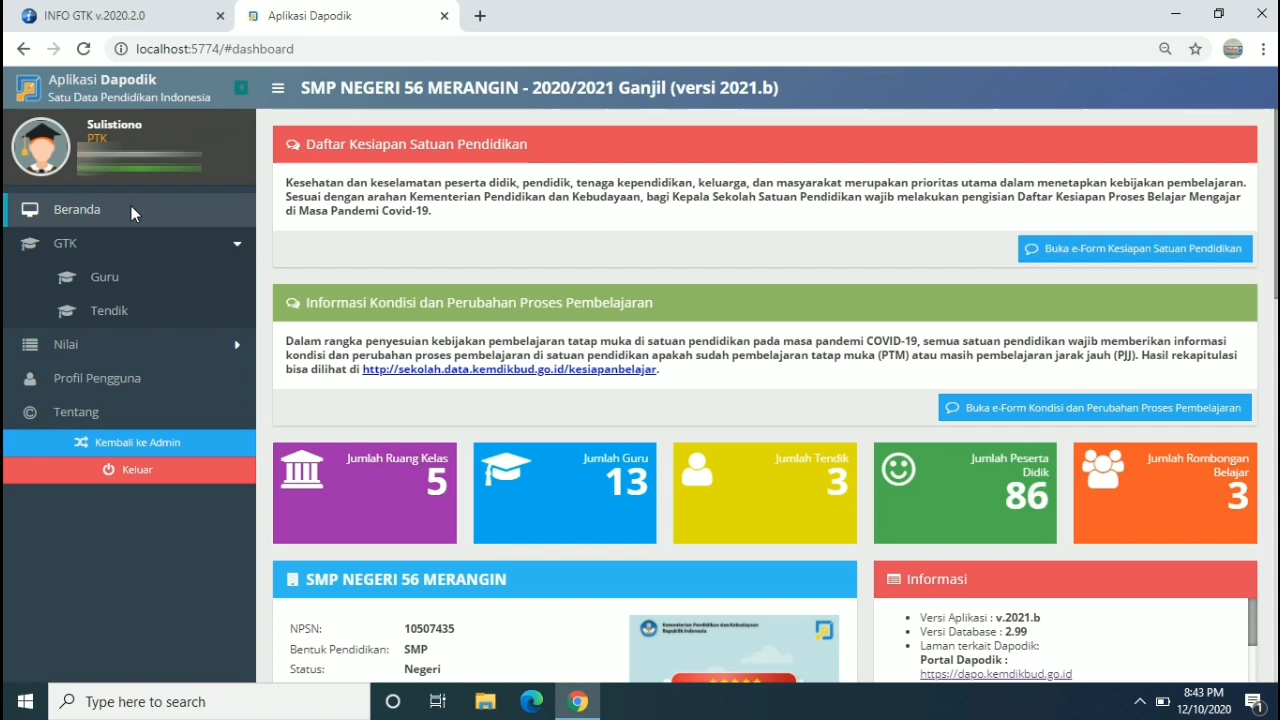 INFO GTK v.2020.2.0
Aplikasi Dapodik
localhost:5774/#dashboard
Aplikasi Dapodik
Satu Data Pendidikan Indonesia
SMP NEGERI 56 MERANGIN - 2020/2021 Ganjil (versi 2021.b)
Sulistiono
PTK
Beranda
GTK
Guru
Tendik
Nilai
Profil Pengguna
Tentang
Kembali ke Admin
Keluar
Daftar Kesiapan Satuan Pendidikan
Kesehatan dan keselamatan peserta didik, pendidik, tenaga kependidikan, keluarga, dan masyarakat merupakan prioritas utama dalam menetapkan kebijakan pembelajaran.
Sesuai dengan arahan Kementerian Pendidikan dan Kebudayaan, bagi Kepala Sekolah Satuan Pendidikan wajib melakukan pengisian Daftar Kesiapan Proses Belajar Mengajar
di Masa Pandemi Covid-19.
Buka e-Form Kesiapan Satuan Pendidikan
Informasi Kondisi dan Perubahan Proses Pembelajaran
Dalam rangka penyesuian kebijakan pembelajaran tatap muka di satuan pendidikan pada masa pandemi COVID-19, semua satuan pendidikan wajib memberikan informasi
kondisi dan perubahan proses pembelajaran di satuan pendidikan apakah sudah pembelajaran tatap muka (PTM) atau masih pembelajaran jarak jauh (PJJ). Hasil rekapitulasi
bisa dilihat di http://sekolah.data.kemdikbud.go.id/kesiapanbelajar.
Buka e-Form Kondisi dan Perubahan Proses Pembelajaran
Jumlah Ruang Kelas
5
Jumlah Guru
13
Jumlah Tendik
3
Jumlah Peserta
Didik
86
Jumlah Rombongan
Belajar
3
SMP NEGERI 56 MERANGIN
NPSN: 10507435
Bentuk Pendidikan: SMP
Status: Negeri
Kementerian Pendidikan dan Kebudayaan
Republik Indonesia
Informasi
Versi Aplikasi : v.2021.b
Versi Database : 2.99
Laman terkait Dapodik:
Portal Dapodik :
https://dapo.kemdikbud.go.id
Type here to search
8:43 PM
12/10/2020
1